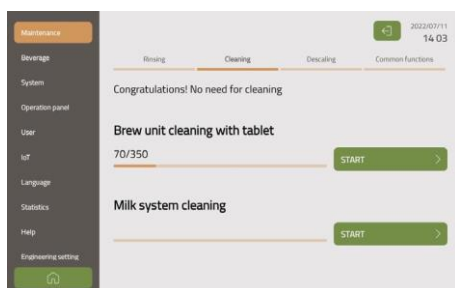 Maintenance
Beverage
System
Operation panel
User
IoT
Language
Statistics
Help
Engineering setting
2022/07/11
14 03
Rinsing
Cleaning
Descaling
Common functions
Congratulations! No need for cleaning
Brew unit cleaning with tablet
70/350
START
Milk system cleaning
START